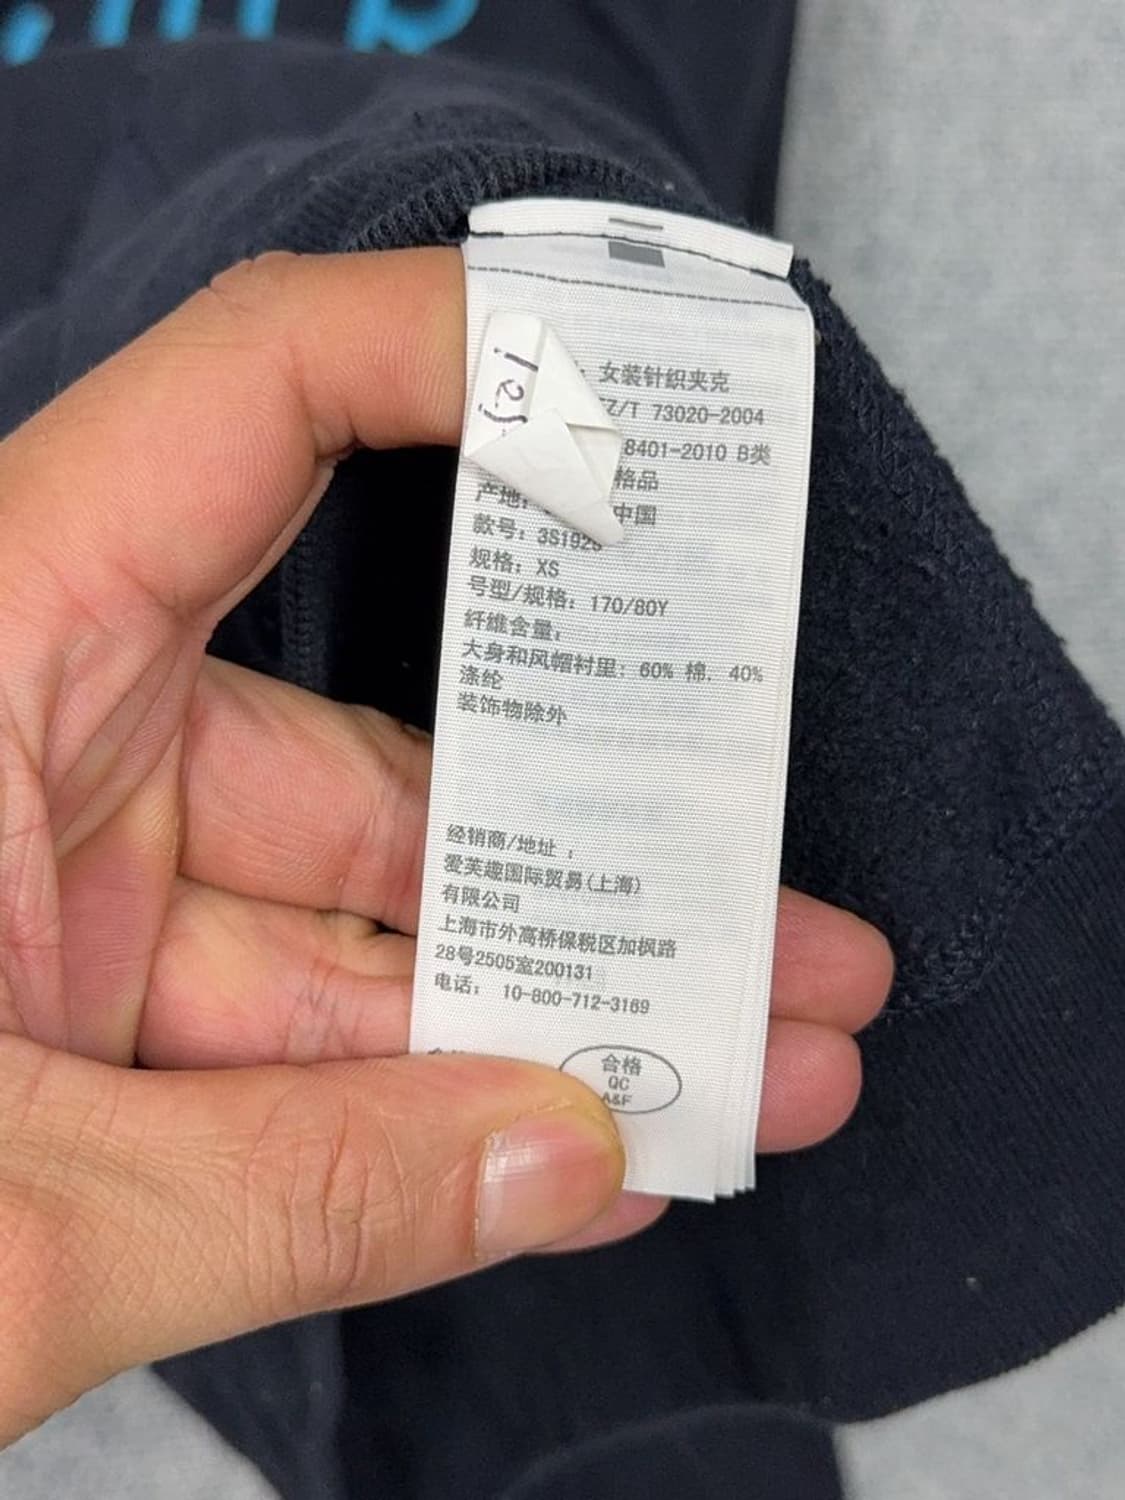 125
女装针织夹克
FZ/T 73020-2004
8401-2010 B类
格品
产地: 中国
款号: 3S1928
规格: XS
号型/规格: 170/80Y
纤维含量:
大身和风帽衬里: 60% 棉, 40%
涤纶
装饰物除外
经销商/地址 :
爱芙趣国际贸易(上海)
有限公司
上海市外高桥保税区加枫路
28号2505室200131
电话: 10-800-712-3169
合格
QC
A&F